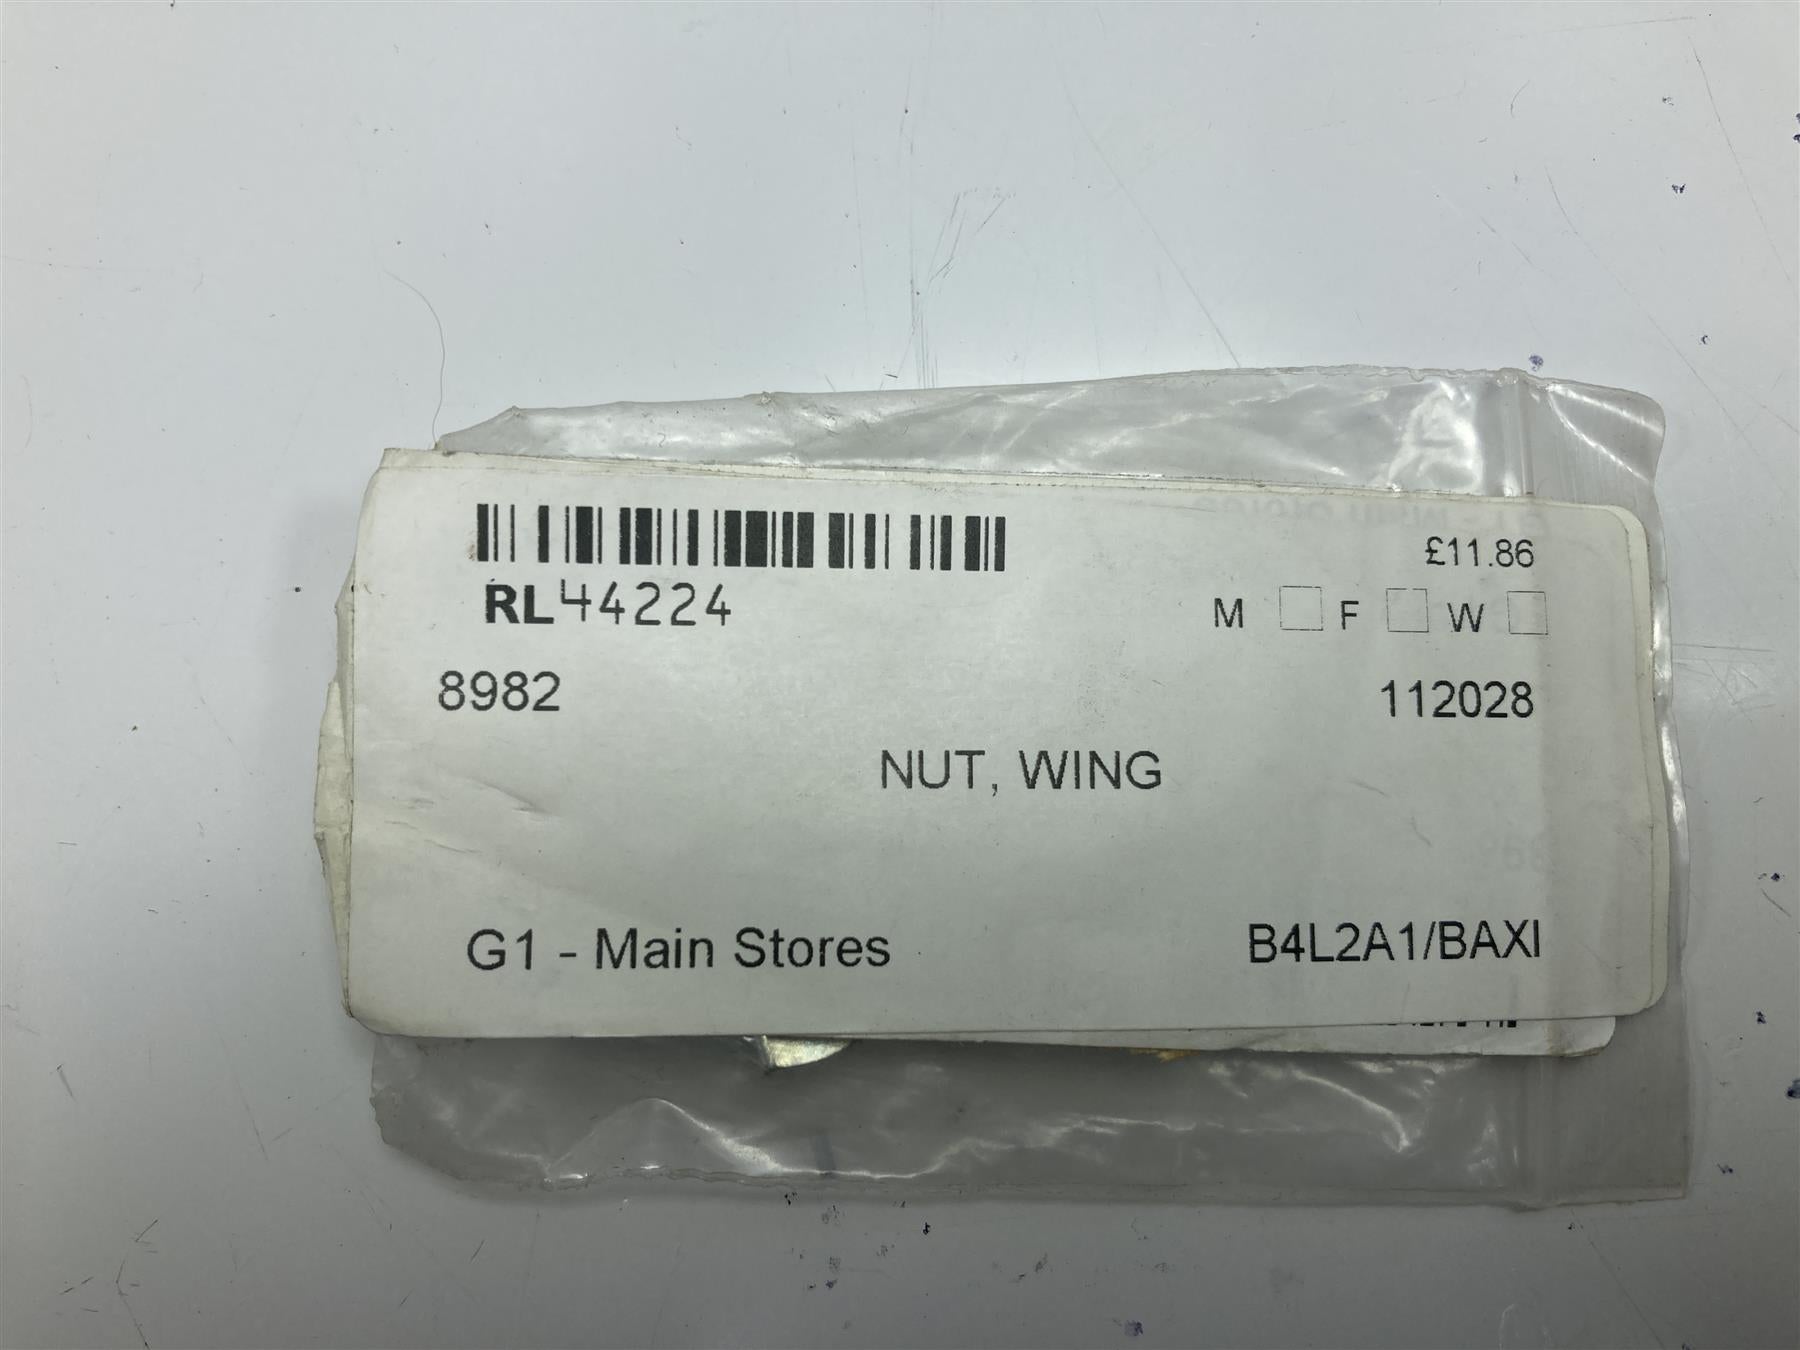 £11.86
RL44224
M F W
8982 112028
NUT, WING
G1 - Main Stores B4L2A1/BAXI